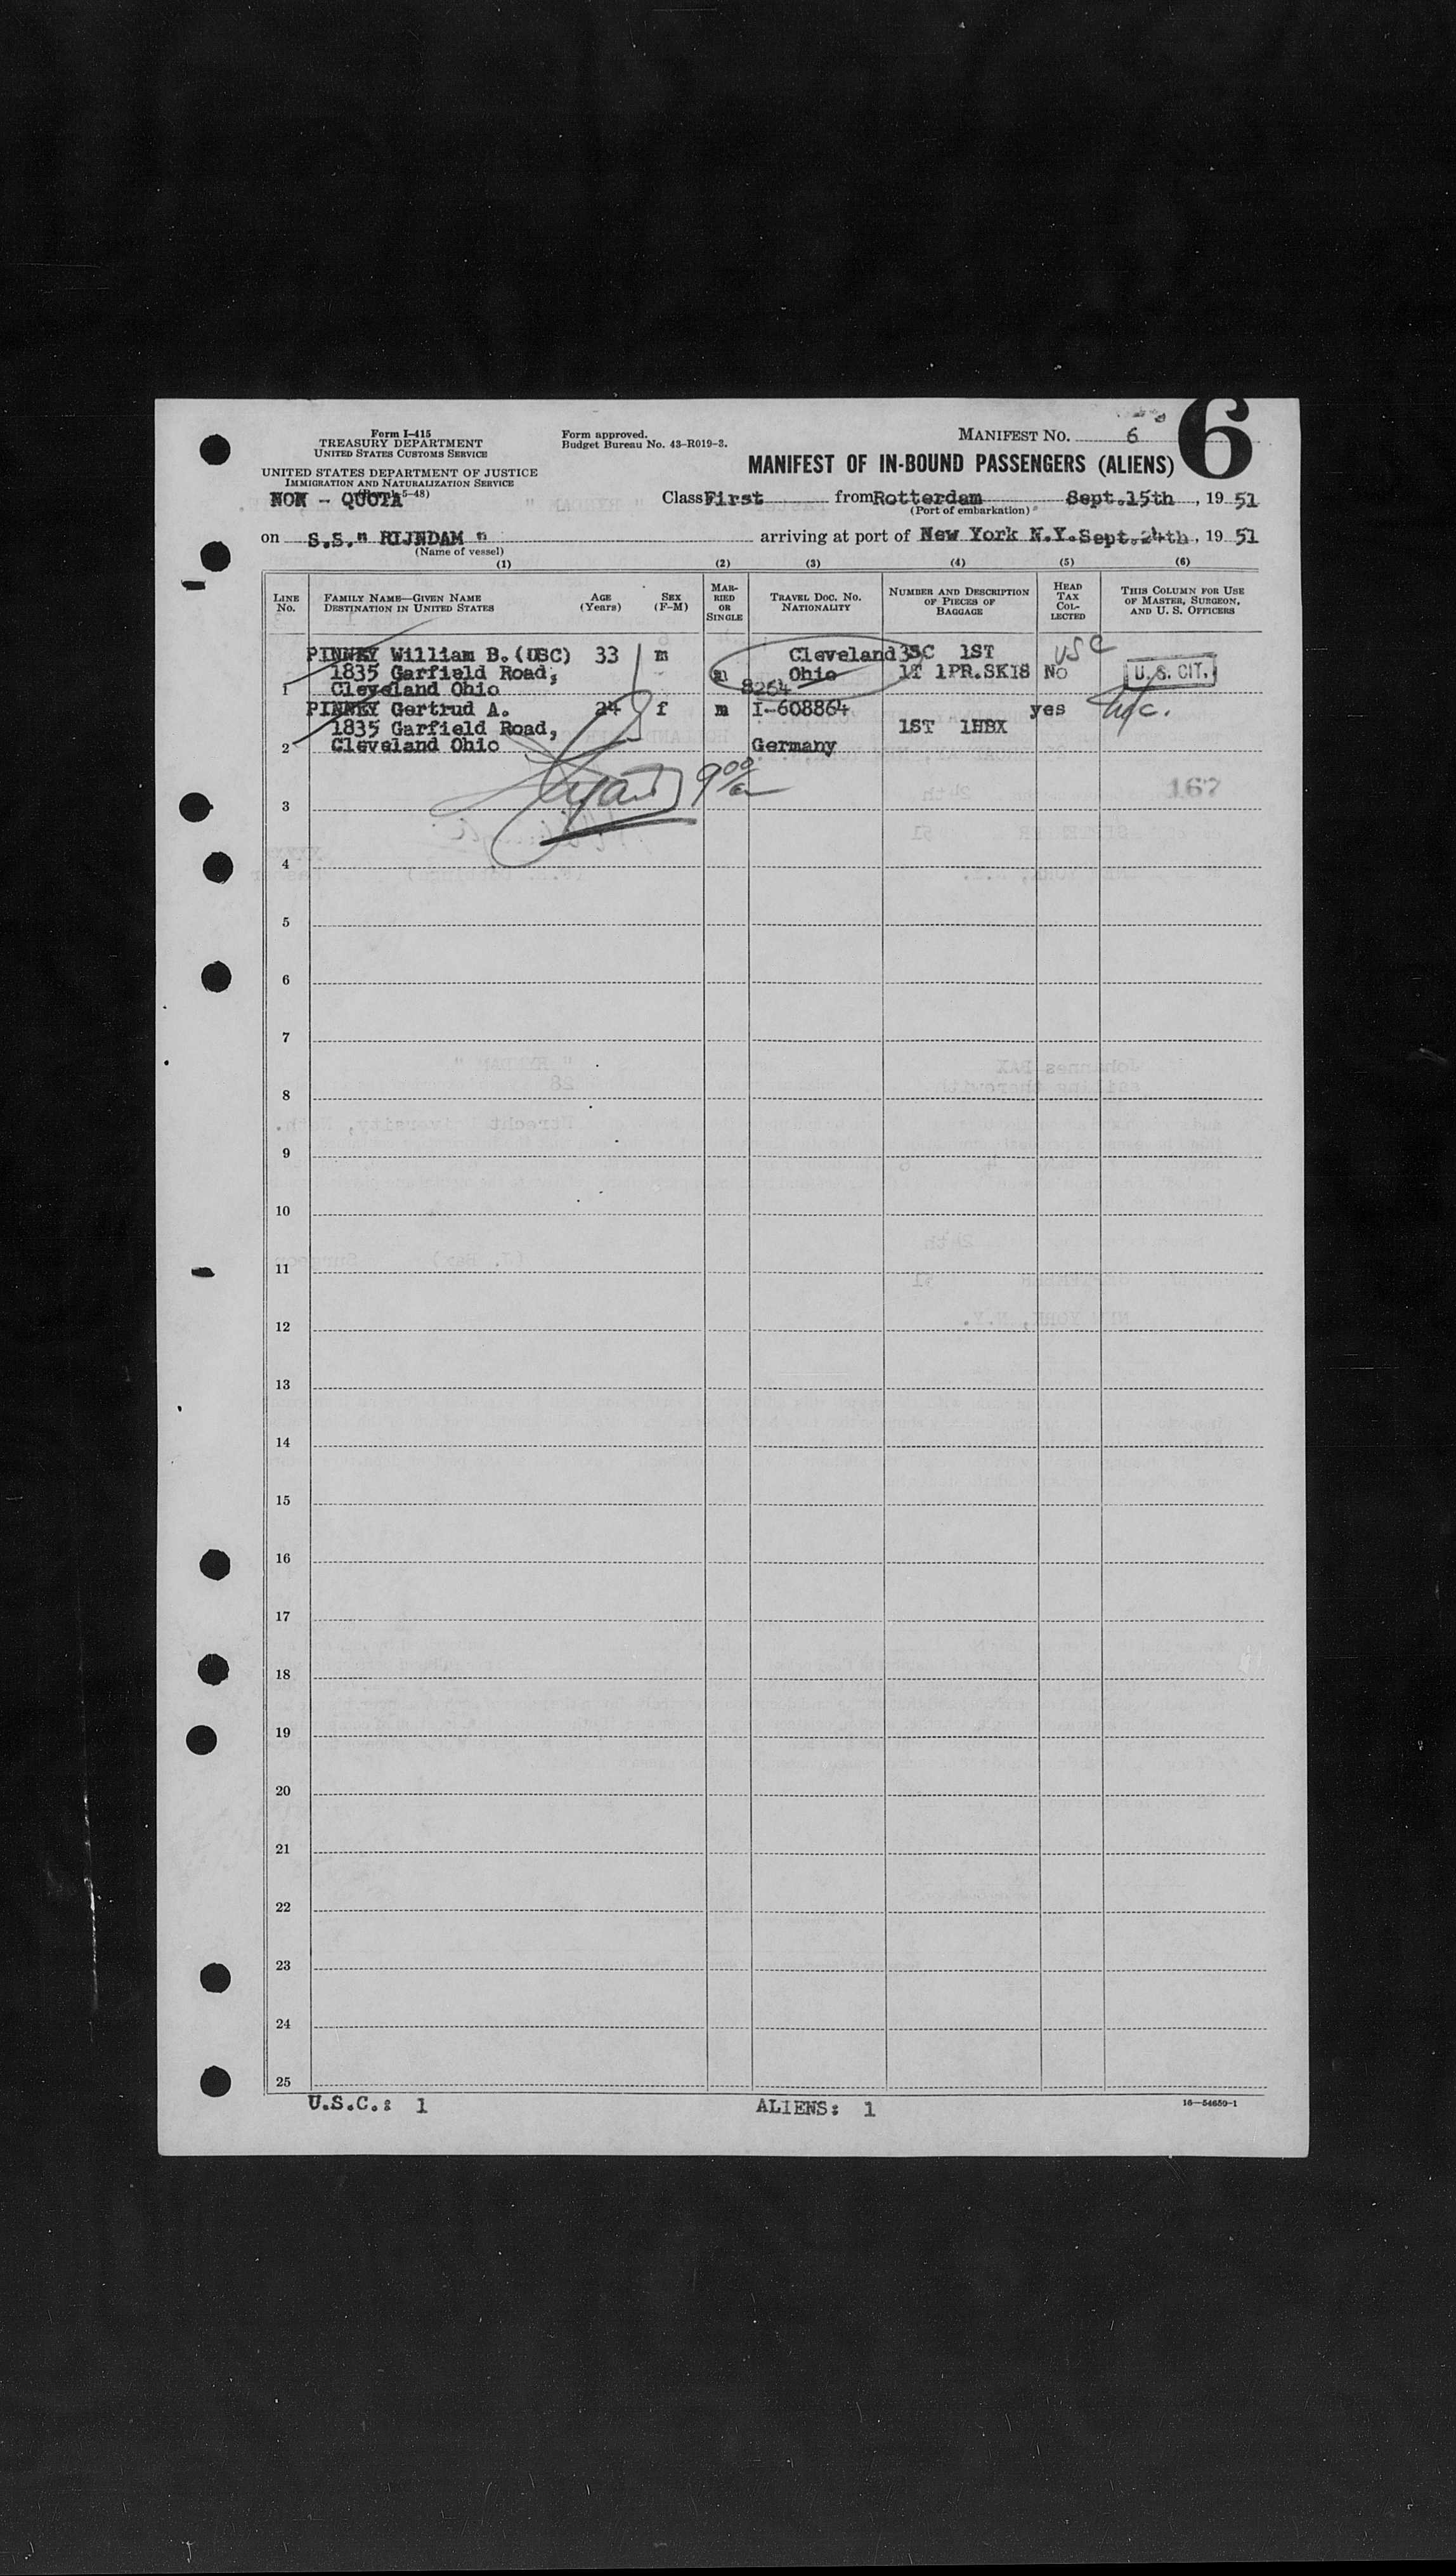 Form I-415
TREASURY DEPARTMENT
UNITED STATES CUSTOMS SERVICE
UNITED STATES DEPARTMENT OF JUSTICE
IMMIGRATION AND NATURALIZATION SERVICE
5-48)
NON - QUOTA
Form approved.
Budget Bureau No. 43-R019-3.
MANIFEST NO. 6
6
MANIFEST OF IN-BOUND PASSENGERS (ALIENS)
Class First from Rotterdam Sept.15th, 1951
(Port of embarkation)
on S.S." RIJNDAM " arriving at port of New York N.Y. Sept.24th, 1951
(Name of vessel)
(1) (2) (3) (4) (5) (6)
LINE No. FAMILY NAME—GIVEN NAME DESTINATION IN UNITED STATES AGE (Years) SEX (F-M) MARRIED OR SINGLE TRAVEL DOC. NO. NATIONALITY NUMBER AND DESCRIPTION OF PIECES OF BAGGAGE HEAD TAX COLLECTED THIS COLUMN FOR USE OF MASTER, SURGEON, AND U. S. OFFICERS
PINNEY William B. (USC) 33 m Cleveland 3SC 1ST USC
1835 Garfield Road, m Ohio 1T 1PR.SKIS No U. S. CIT.
1 Cleveland Ohio 8264
PINNEY Gertrud A. 24 f m I-608864 yes
1835 Garfield Road, 1ST 1HBX
2 Cleveland Ohio Germany
900
167
3
4
5
6
7
8
9
10
11
12
13
14
15
16
17
18
19
20
21
22
23
24
25
U.S.C.: 1 ALIENS: 1
16—54650-1